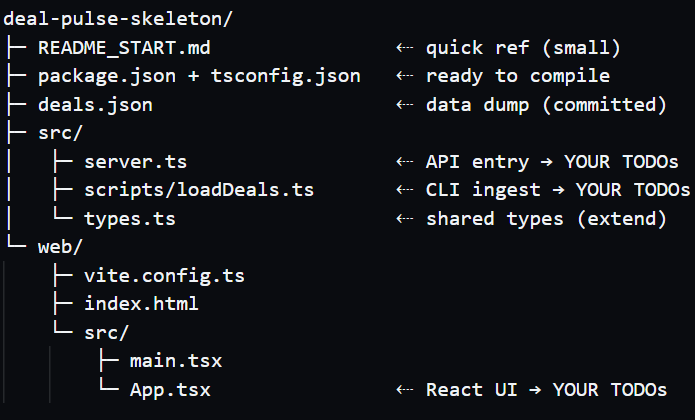 deal-pulse-skeleton/
├─ README_START.md ⇠ quick ref (small)
├─ package.json + tsconfig.json ⇠ ready to compile
├─ deals.json ⇠ data dump (committed)
├─ src/
│ ├─ server.ts ⇠ API entry → YOUR TODOs
│ ├─ scripts/loadDeals.ts ⇠ CLI ingest → YOUR TODOs
│ └─ types.ts ⇠ shared types (extend)
└─ web/
├─ vite.config.ts
├─ index.html
└─ src/
├─ main.tsx
└─ App.tsx ⇠ React UI → YOUR TODOs